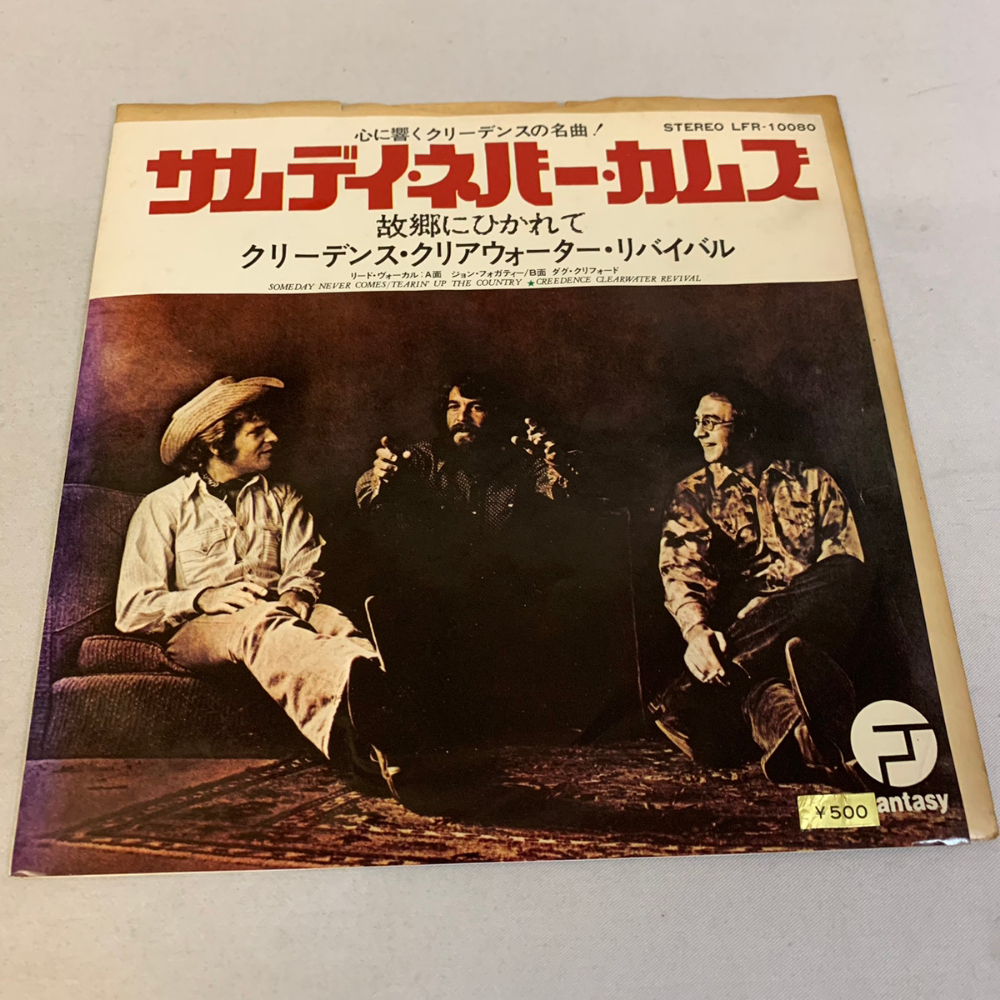 心に響くクリーデンスの名曲!
STEREO LFR-10080
サムデイ・ネバー・カムズ
故郷にひかれて
クリーデンス・クリアウォーター・リバイバル
リード・ヴォーカル:A面 ジョン・フォガティー/B面 ダグ・クリフォード
SOMEDAY NEVER COMES/TEARIN' UP THE COUNTRY ★CREEDENCE CLEARWATER REVIVAL
antasy
¥500